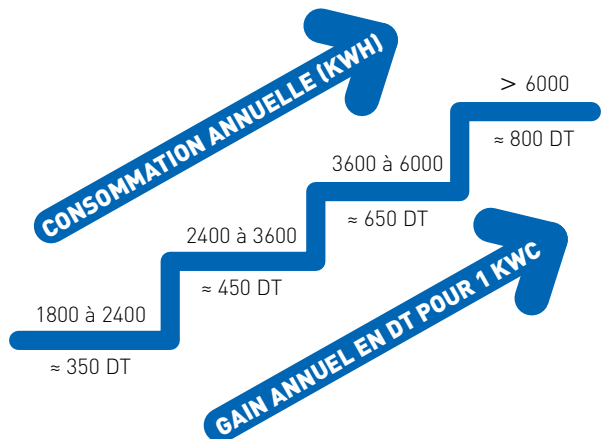 CONSOMMATION ANNUELLE (KWH)
> 6000
≈ 800 DT
3600 à 6000
≈ 650 DT
2400 à 3600
≈ 450 DT
1800 à 2400
≈ 350 DT
GAIN ANNUEL EN DT POUR 1 KWC